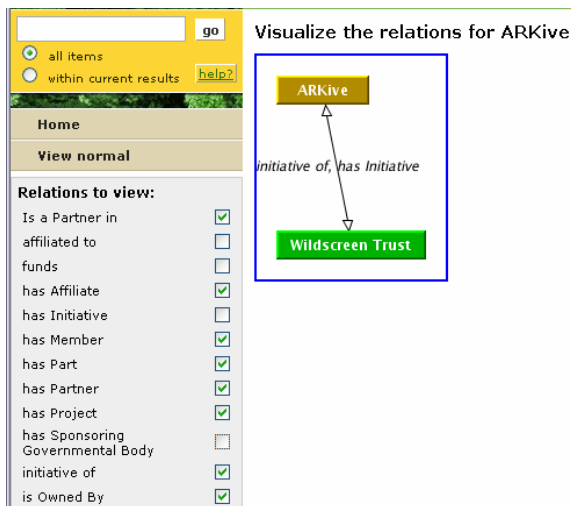 go
all items
within current results
help?
Home
View normal
Relations to view:
Is a Partner in
affiliated to
funds
has Affiliate
has Initiative
has Member
has Part
has Partner
has Project
has Sponsoring
Governmental Body
initiative of
is Owned By
Visualize the relations for ARKive
ARKive
initiative of, has Initiative
Wildscreen Trust